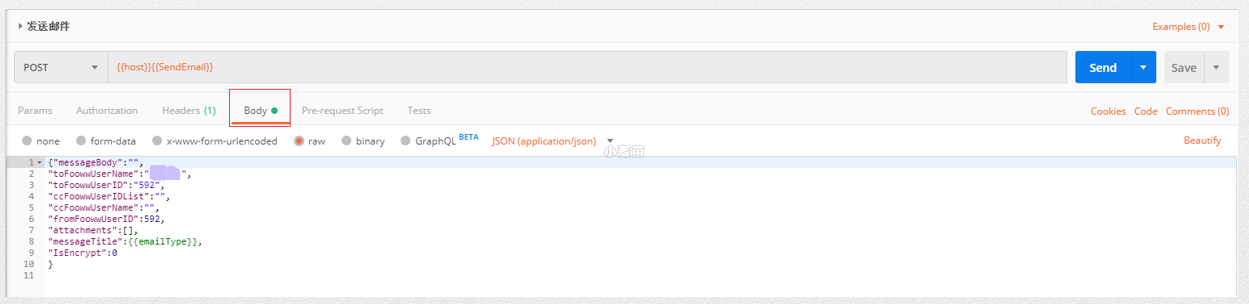 发送邮件
Examples (0)
POST
{{host}}{{SendEmail}}
Send
Save
Params
Authorization
Headers (1)
Body
Pre-request Script
Tests
Cookies
Code
Comments (0)
none
form-data
x-www-form-urlencoded
raw
binary
GraphQL BETA
JSON (application/json)
Beautify
1 {"messageBody":"",
2 "toFoowwUserName":" ",
3 "toFoowwUserID":"592",
4 "ccFoowwUserIDList":"",
5 "ccFoowwUserName":"",
6 "fromFoowwUserID":592,
7 "attachments":[],
8 "messageTitle":{{emailType}},
9 "IsEncrypt":0
10 }
11